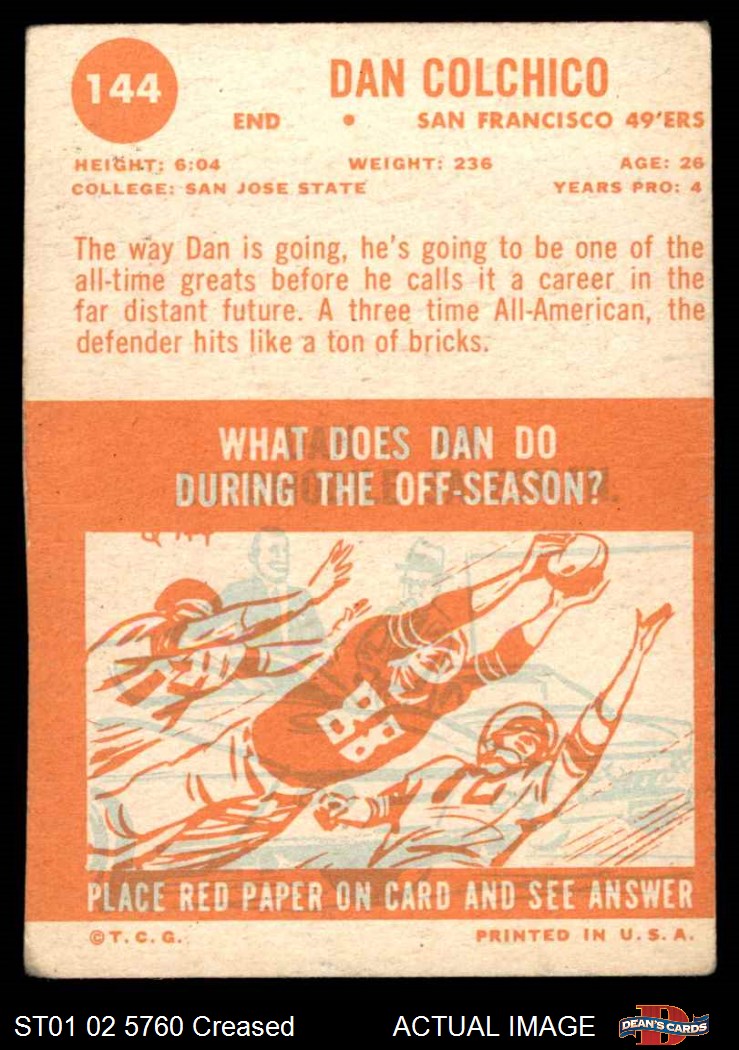 144
DAN COLCHICO
END • SAN FRANCISCO 49'ERS
HEIGHT: 6:04 WEIGHT: 236 AGE: 26
COLLEGE: SAN JOSE STATE YEARS PRO: 4
The way Dan is going, he's going to be one of the
all-time greats before he calls it a career in the
far distant future. A three time All-American, the
defender hits like a ton of bricks.
WHAT DOES DAN DO
DURING THE OFF-SEASON?
88
PLACE RED PAPER ON CARD AND SEE ANSWER
©T.C.G. PRINTED IN U.S.A.
ST01 02 5760 Creased ACTUAL IMAGE DEAN'S CARDS